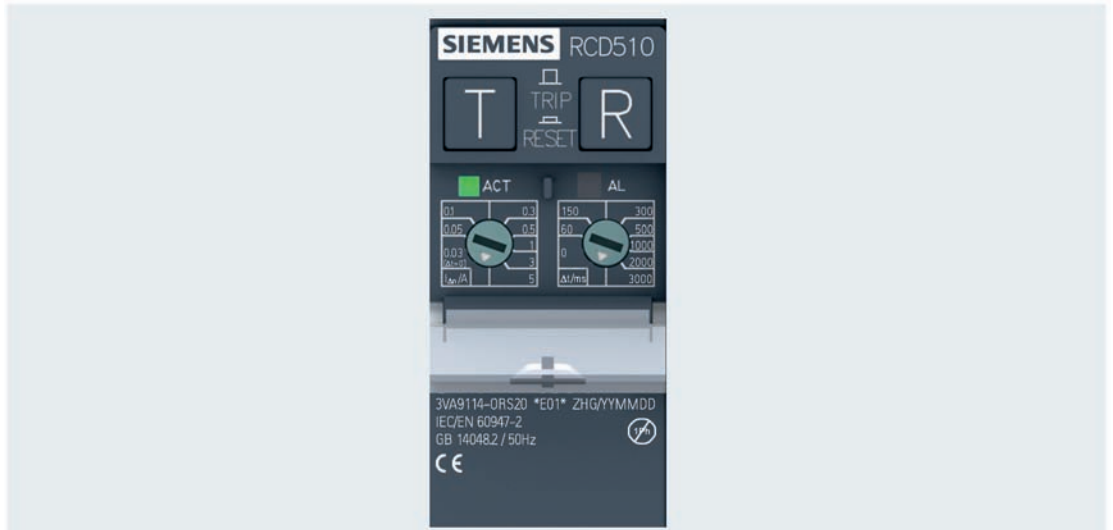 SIEMENS RCD510
T TRIP R
RESET
ACT AL
0.1 0.3
0.05 0.5
0.03 1
[Δt=0] 3
IΔn/A 5
150 300
60 500
0 1000
2000
Δt/ms 3000
3VA9114-0RS20 *E01* ZHG/YYMMDD
IEC/EN 60947-2
GB 14048.2 / 50Hz
1Ph
CE